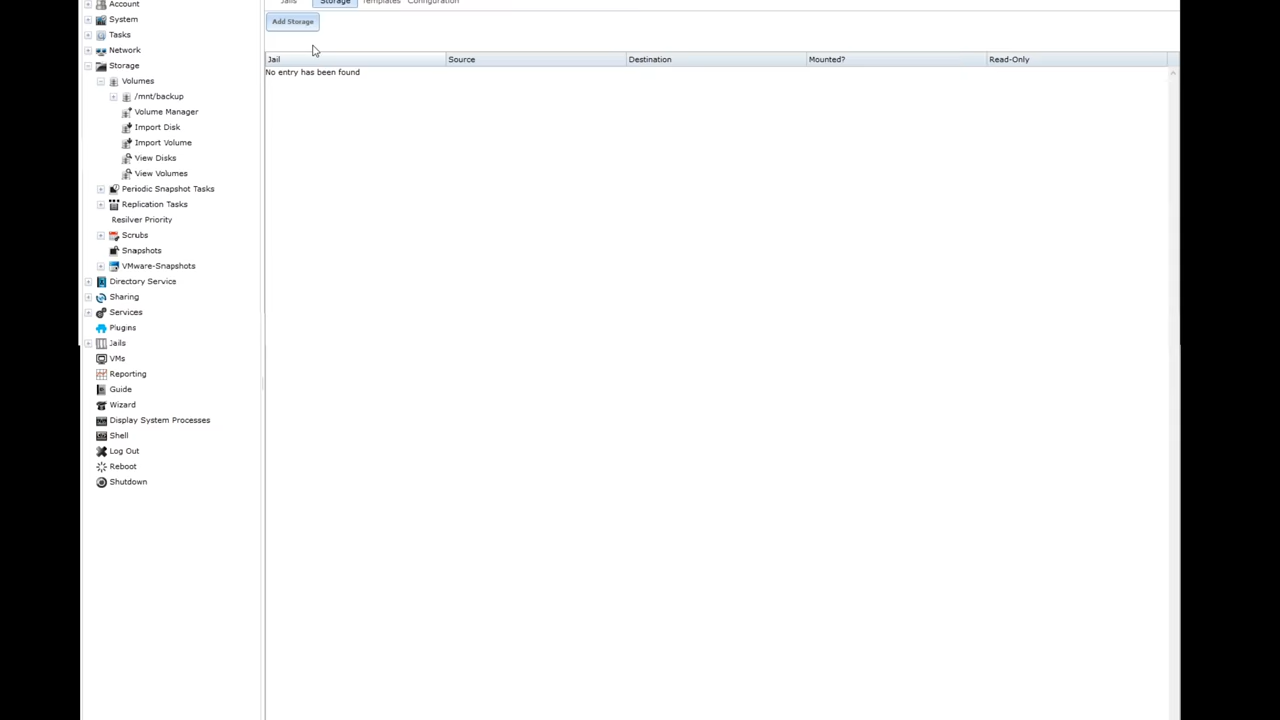 Jails Storage Templates Configuration
Add Storage
Jail Source Destination Mounted? Read-Only
No entry has been found
Account
System
Tasks
Network
Storage
Volumes
/mnt/backup
Volume Manager
Import Disk
Import Volume
View Disks
View Volumes
Periodic Snapshot Tasks
Replication Tasks
Resilver Priority
Scrubs
Snapshots
VMware-Snapshots
Directory Service
Sharing
Services
Plugins
Jails
VMs
Reporting
Guide
Wizard
Display System Processes
Shell
Log Out
Reboot
Shutdown